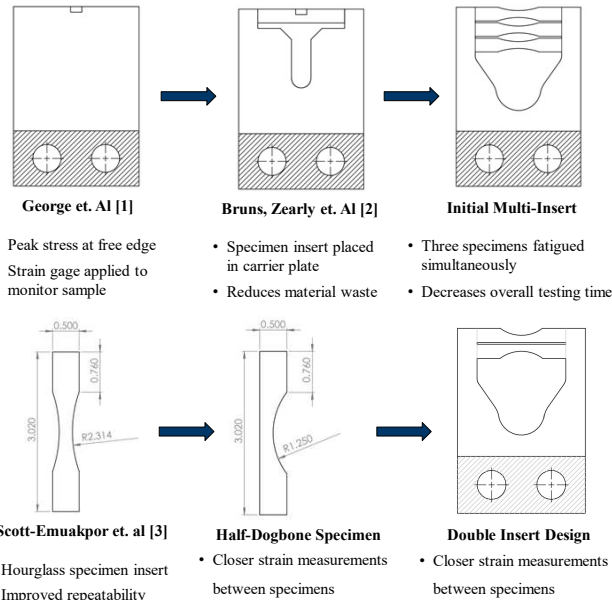 George et. Al [1]
Peak stress at free edge
Strain gage applied to
monitor sample
Bruns, Zearly et. Al [2]
• Specimen insert placed
in carrier plate
• Reduces material waste
Initial Multi-Insert
• Three specimens fatigued
simultaneously
• Decreases overall testing time
0.500
0.760
3.020
R2.314
Scott-Emuakpor et. al [3]
Hourglass specimen insert
Improved repeatability
0.500
0.760
3.020
R1.250
Half-Dogbone Specimen
• Closer strain measurements
between specimens
Double Insert Design
• Closer strain measurements
between specimens